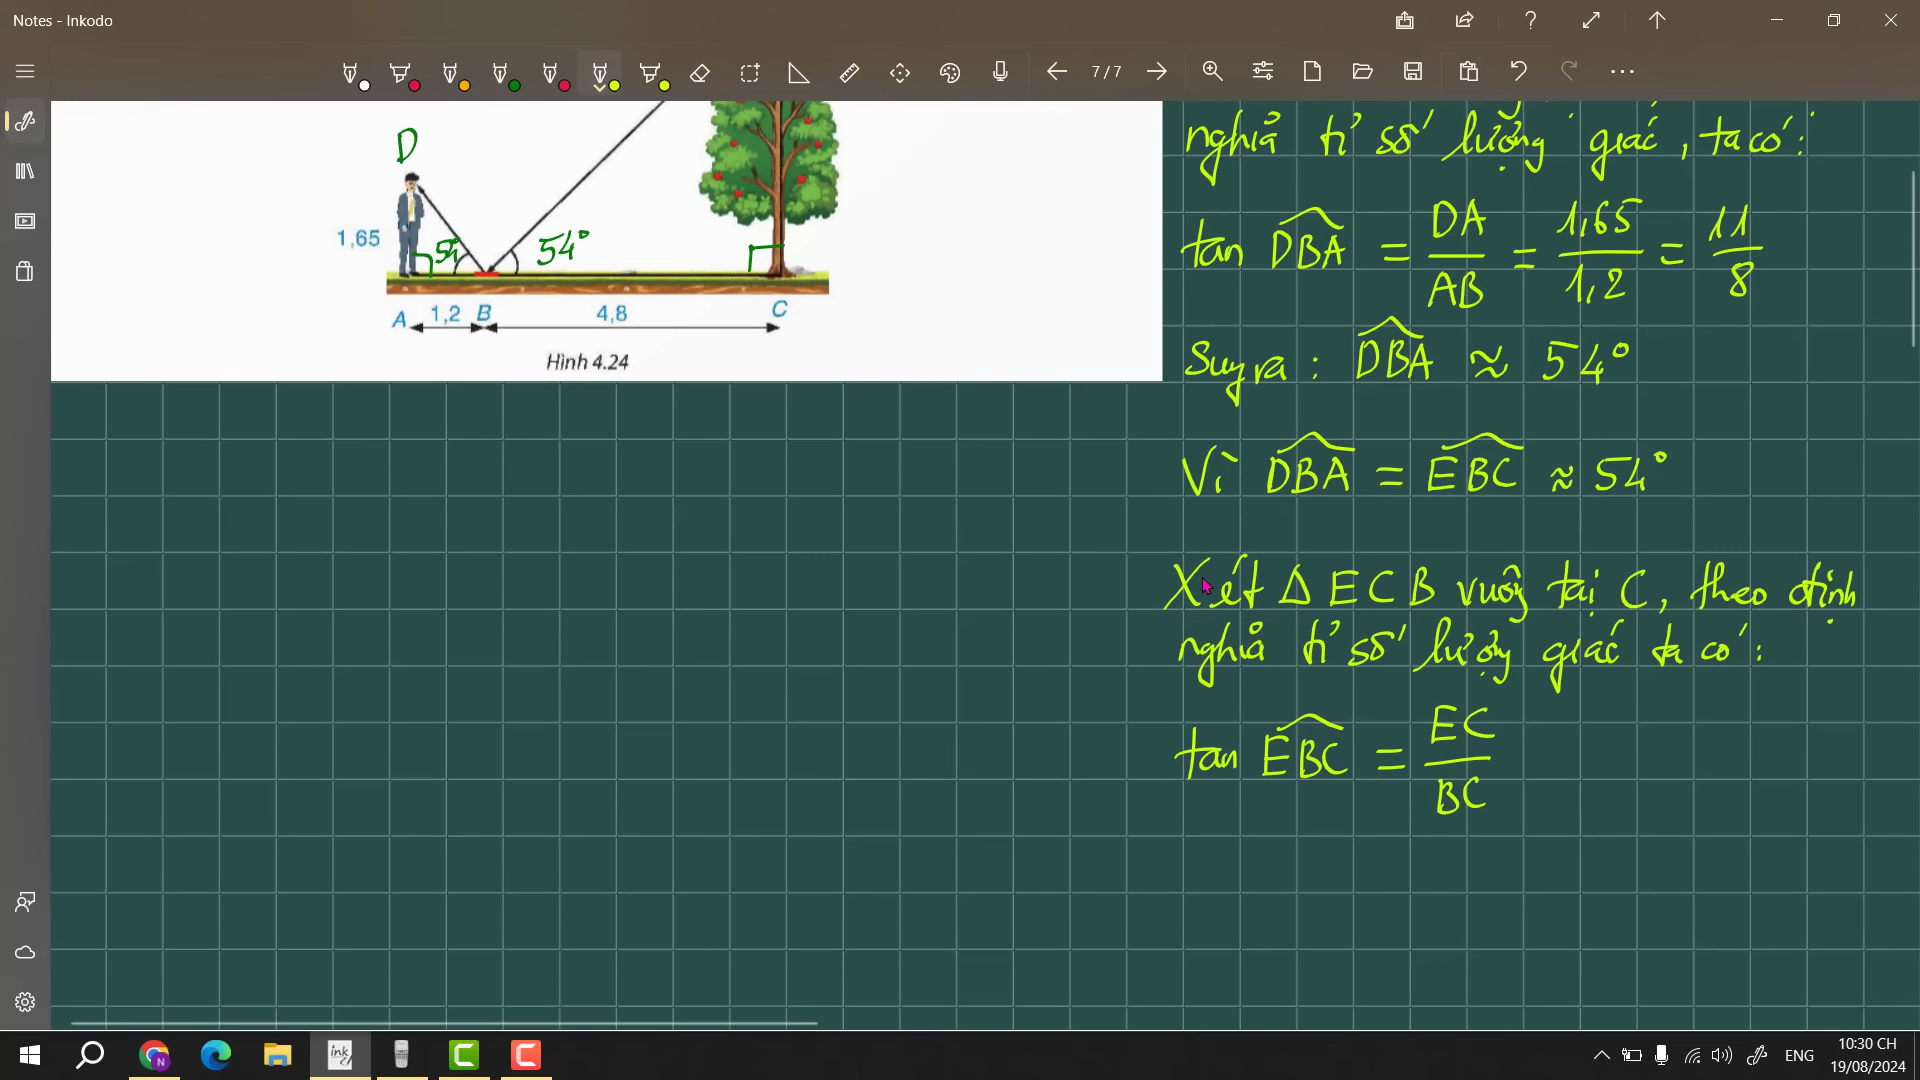 Notes - Inkodo
7 / 7
D
1,65
54
54°
A
1,2
B
4,8
C
Hình 4.24
nghĩa tỉ số lượng giác, ta có:
tan DBA = DA/AB = 1,65/1,2 = 11/8
Suy ra : DBA ≈ 54°
Vì DBA = EBC ≈ 54°
Xét Δ ECB vuông tại C, theo định
nghĩa tỉ số lượng giác ta có:
tan EBC = EC/BC
N
ink
ENG
10:30 CH
19/08/2024